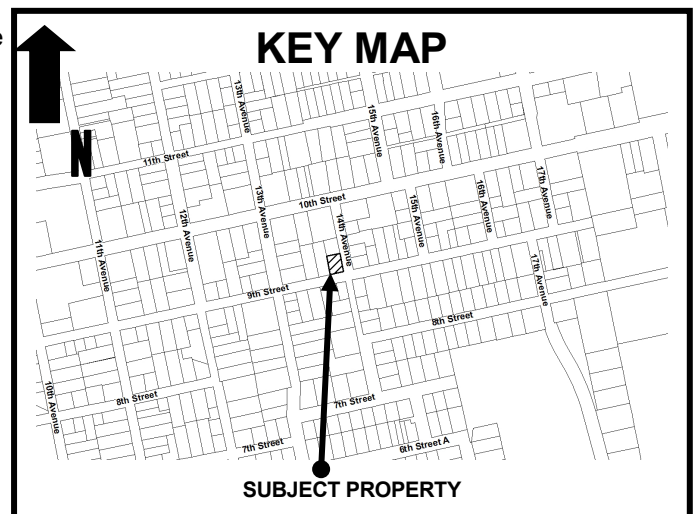 e
KEY MAP
N
13th Avenue
15th Avenue
16th Avenue
11th Street
10th Street
17th Avenue
16th Avenue
15th Avenue
14th Avenue
13th Avenue
12th Avenue
11th Avenue
17th Avenue
9th Street
8th Street
10th Avenue
8th Street
7th Street
7th Street
6th Street A
SUBJECT PROPERTY